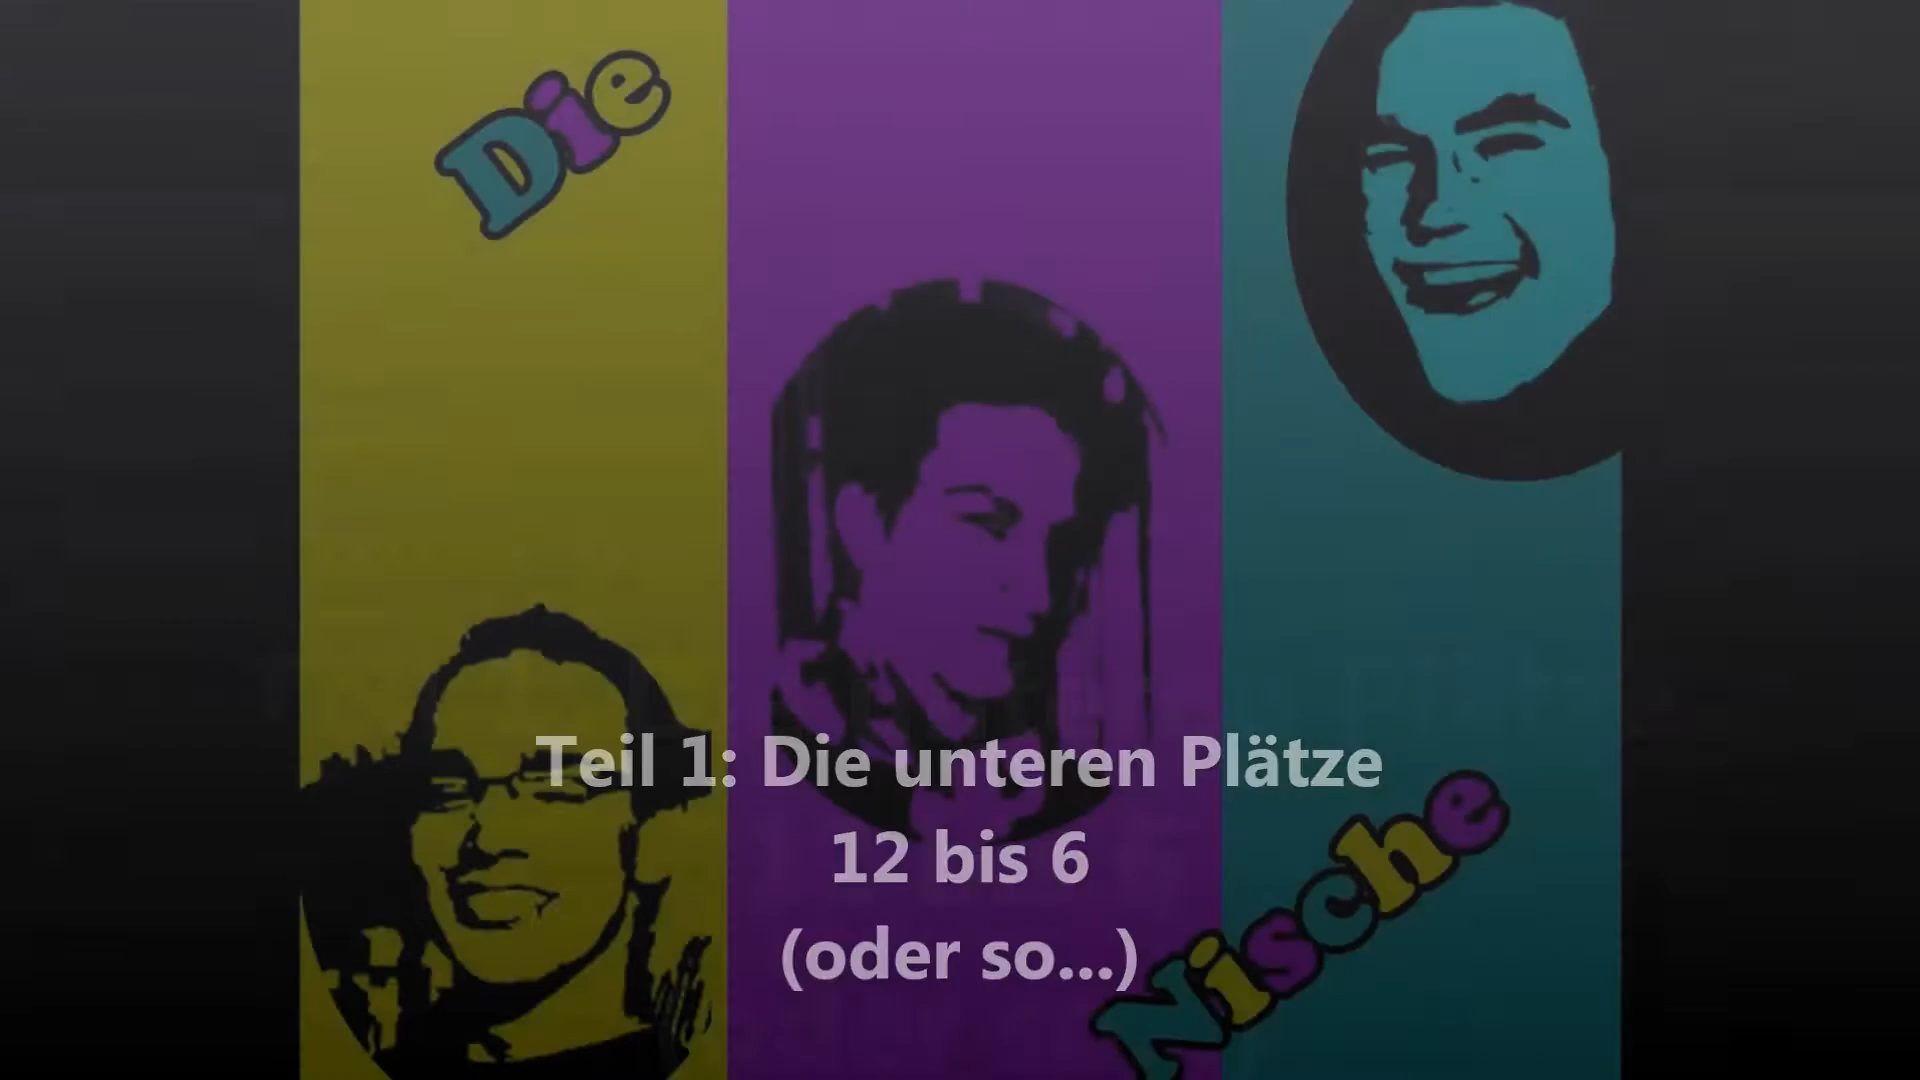 Die
Teil 1: Die unteren Plätze
12 bis 6
(oder so...)
Nische